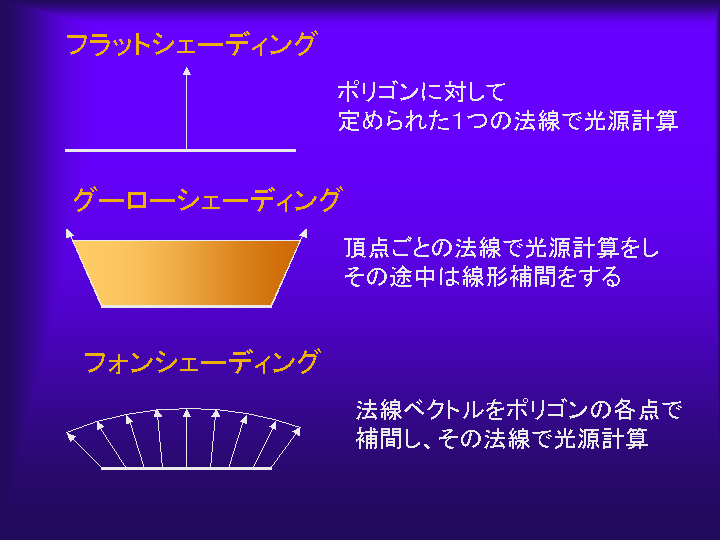 フラットシェーディング
ポリゴンに対して
定められた１つの法線で光源計算
グーローシェーディング
頂点ごとの法線で光源計算をし
その途中は線形補間をする
フォンシェーディング
法線ベクトルをポリゴンの各点で
補間し、その法線で光源計算